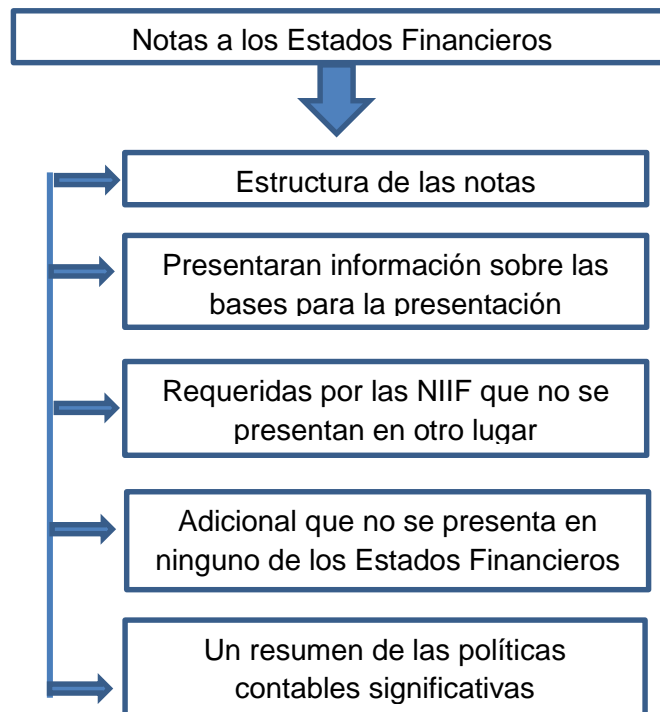 Notas a los Estados Financieros
Estructura de las notas
Presentaran información sobre las
bases para la presentación
Requeridas por las NIIF que no se
presentan en otro lugar
Adicional que no se presenta en
ninguno de los Estados Financieros
Un resumen de las políticas
contables significativas